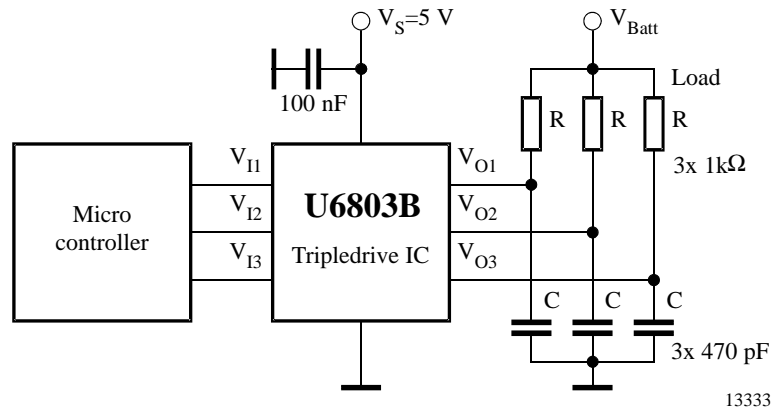 V_S=5 V
V_Batt
100 nF
Load
R
R
R
3x 1kΩ
Micro
controller
V_I1
V_I2
V_I3
U6803B
Tripledrive IC
V_O1
V_O2
V_O3
C
C
C
3x 470 pF
13333